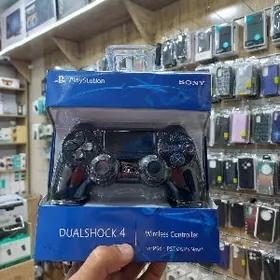 PlayStation
SONY
DUALSHOCK 4
Wireless Controller